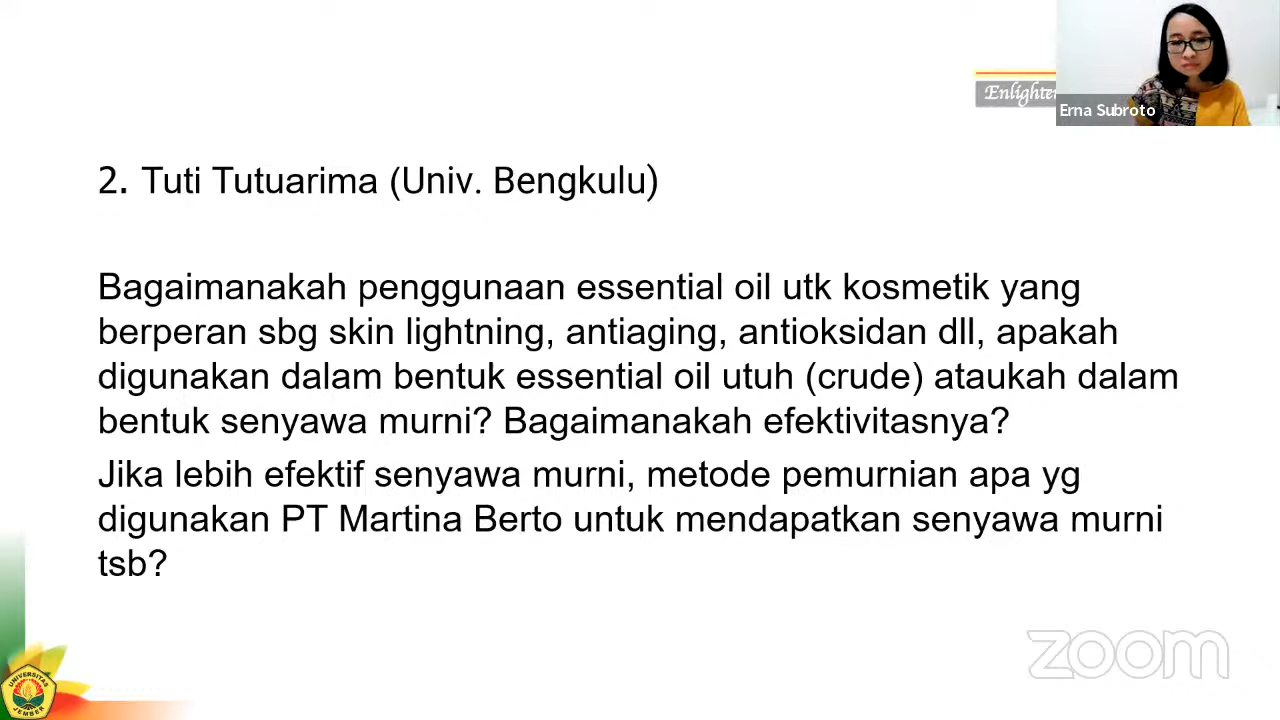 Enlighten
Erna Subroto
2. Tuti Tutuarima (Univ. Bengkulu)
Bagaimanakah penggunaan essential oil utk kosmetik yang
berperan sbg skin lightning, antiaging, antioksidan dll, apakah
digunakan dalam bentuk essential oil utuh (crude) ataukah dalam
bentuk senyawa murni? Bagaimanakah efektivitasnya?
Jika lebih efektif senyawa murni, metode pemurnian apa yg
digunakan PT Martina Berto untuk mendapatkan senyawa murni
tsb?
zoom
UNIVERSITAS
JEMBER